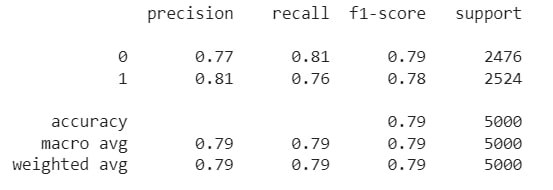 precision recall f1-score support
0 0.77 0.81 0.79 2476
1 0.81 0.76 0.78 2524
accuracy 0.79 5000
macro avg 0.79 0.79 0.79 5000
weighted avg 0.79 0.79 0.79 5000